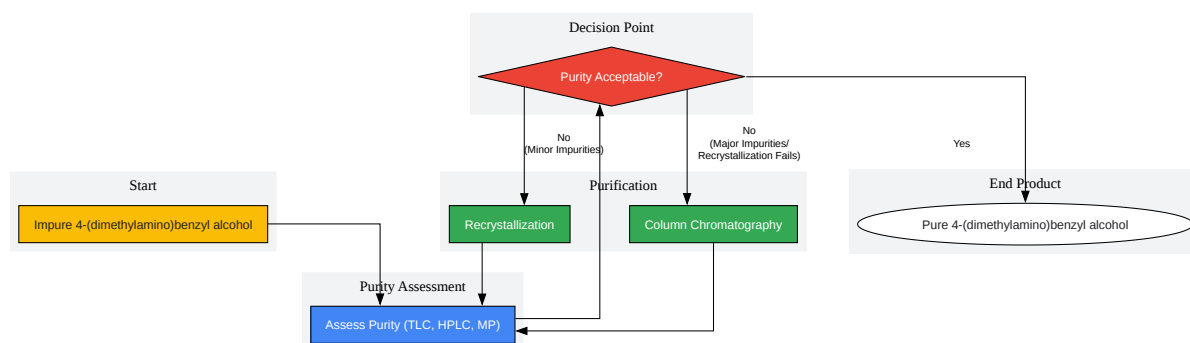 Decision Point
Purity Acceptable?
No
(Minor Impurities)
No
(Major Impurities/
Recrystallization Fails)
Yes
Start
Impure 4-(dimethylamino)benzyl alcohol
Purification
Recrystallization
Column Chromatography
End Product
Pure 4-(dimethylamino)benzyl alcohol
Purity Assessment
Assess Purity (TLC, HPLC, MP)